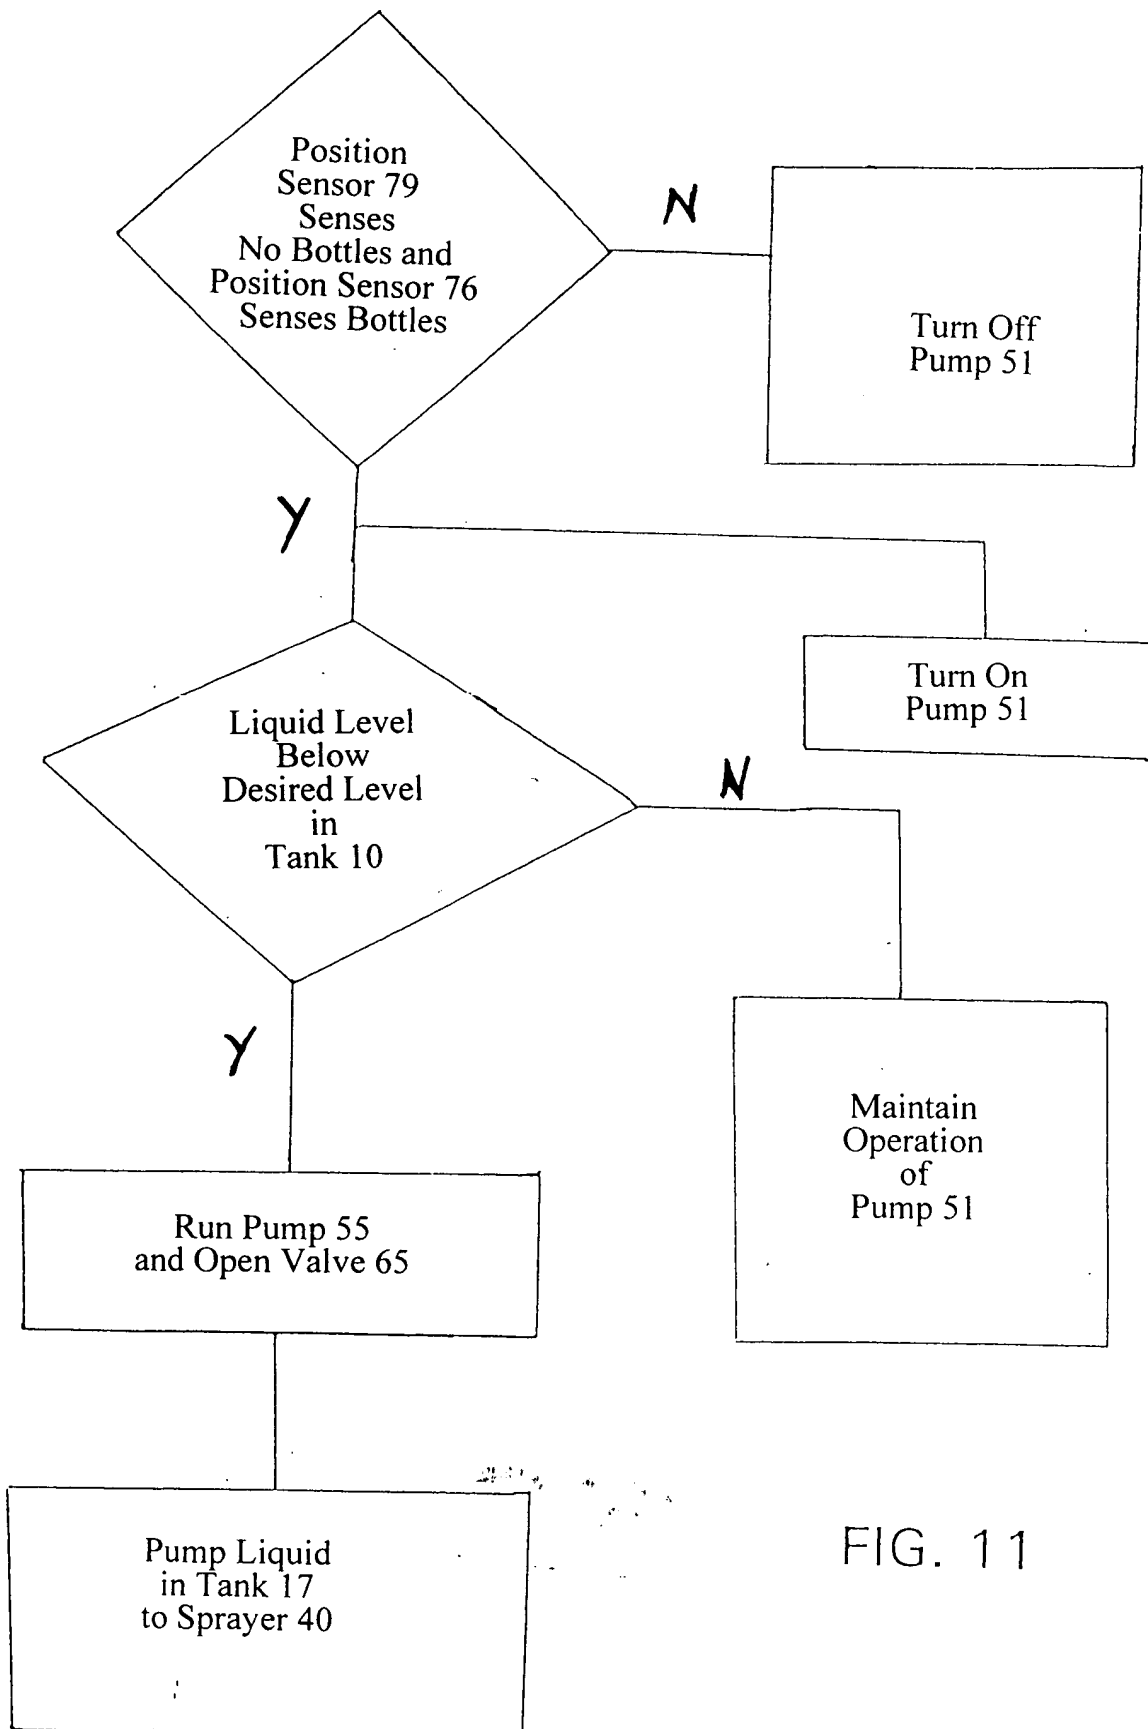 Position
Sensor 79
Senses
No Bottles and
Position Sensor 76
Senses Bottles
N
Turn Off
Pump 51
Y
Turn On
Pump 51
Liquid Level
Below
Desired Level
in
Tank 10
N
Y
Maintain
Operation
of
Pump 51
Run Pump 55
and Open Valve 65
Pump Liquid
in Tank 17
to Sprayer 40
FIG. 11